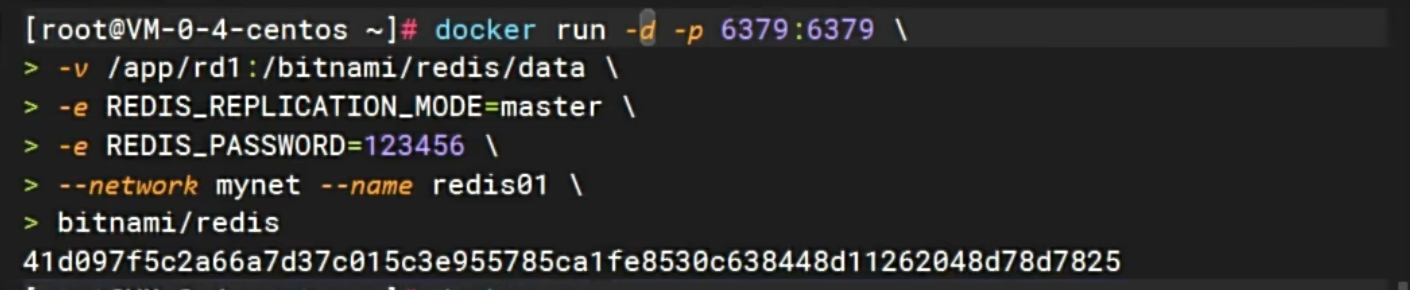 [root@VM-0-4-centos ~]# docker run -d -p 6379:6379 \
> -v /app/rd1:/bitnami/redis/data \
> -e REDIS_REPLICATION_MODE=master \
> -e REDIS_PASSWORD=123456 \
> --network mynet --name redis01 \
> bitnami/redis
41d097f5c2a66a7d37c015c3e955785ca1fe8530c638448d11262048d78d7825